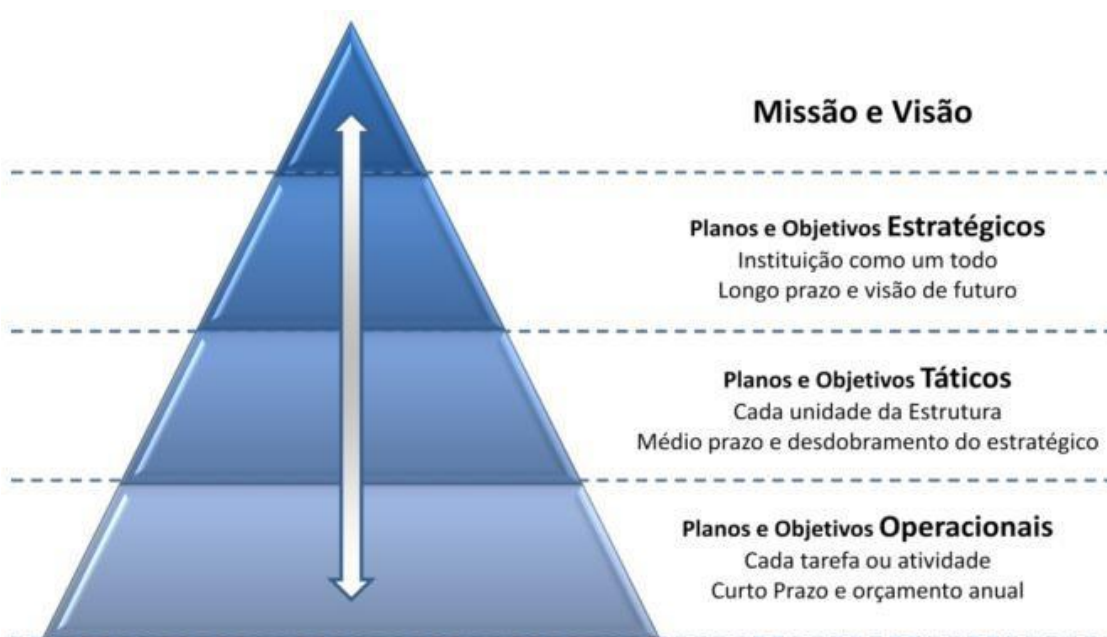 Missão e Visão
Planos e Objetivos Estratégicos
Instituição como um todo
Longo prazo e visão de futuro
Planos e Objetivos Táticos
Cada unidade da Estrutura
Médio prazo e desdobramento do estratégico
Planos e Objetivos Operacionais
Cada tarefa ou atividade
Curto Prazo e orçamento anual